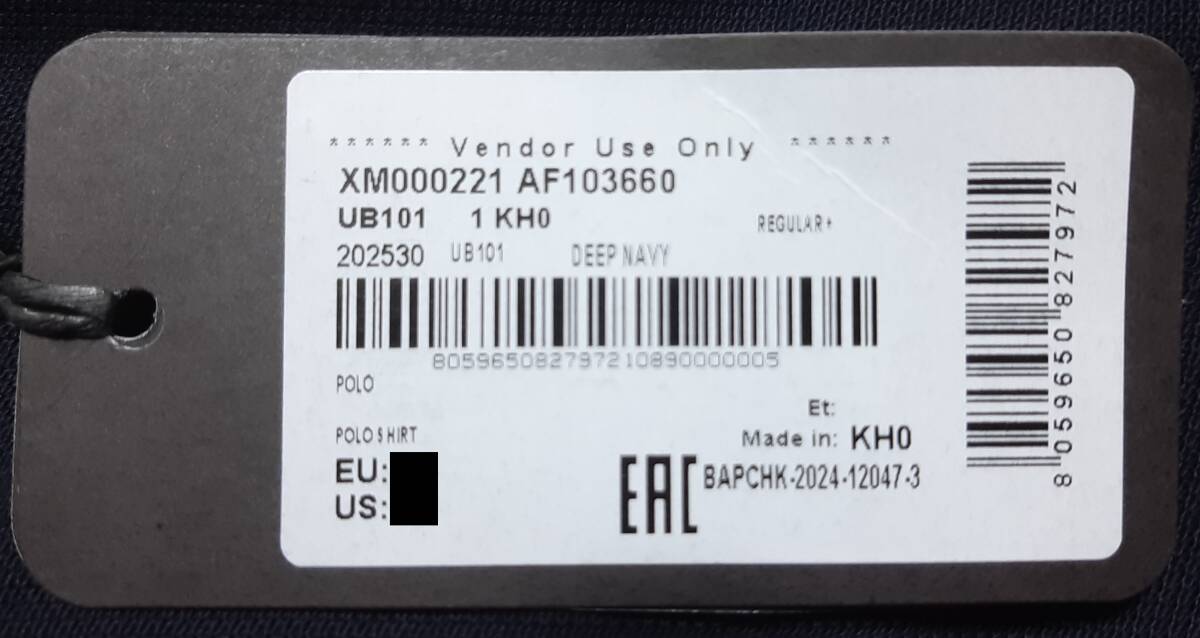 ****** Vendor Use Only ******
XM000221 AF103660
UB101 1 KH0
REGULAR+
202530 UB101 DEEP NAVY
805965082797210890000005
POLO
Et:
POLO SHIRT
Made in: KH0
EU:
US:
EAC BAPCHK-2024-12047-3
8 059650 827972